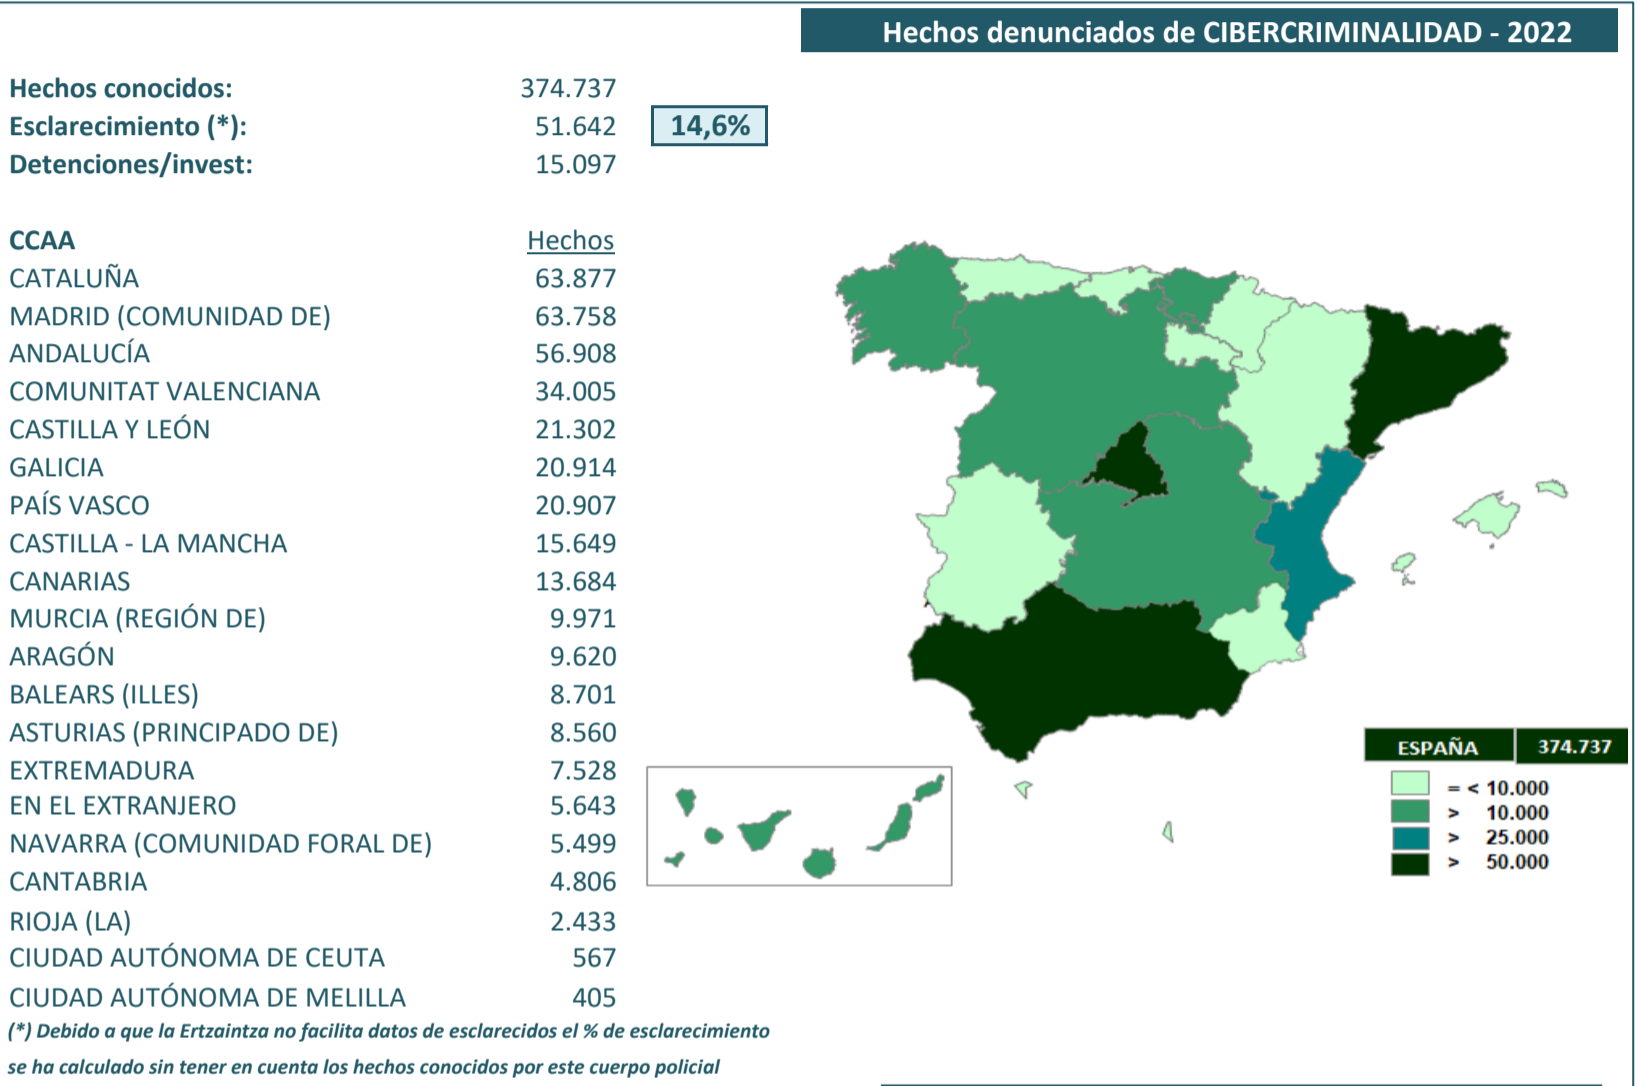 Hechos denunciados de CIBERCRIMINALIDAD - 2022
Hechos conocidos: 374.737
Esclarecimiento (*): 51.642 14,6%
Detenciones/invest: 15.097
CCAA Hechos
CATALUÑA 63.877
MADRID (COMUNIDAD DE) 63.758
ANDALUCÍA 56.908
COMUNITAT VALENCIANA 34.005
CASTILLA Y LEÓN 21.302
GALICIA 20.914
PAÍS VASCO 20.907
CASTILLA - LA MANCHA 15.649
CANARIAS 13.684
MURCIA (REGIÓN DE) 9.971
ARAGÓN 9.620
BALEARS (ILLES) 8.701
ASTURIAS (PRINCIPADO DE) 8.560
EXTREMADURA 7.528
EN EL EXTRANJERO 5.643
NAVARRA (COMUNIDAD FORAL DE) 5.499
CANTABRIA 4.806
RIOJA (LA) 2.433
CIUDAD AUTÓNOMA DE CEUTA 567
CIUDAD AUTÓNOMA DE MELILLA 405
(*) Debido a que la Ertzaintza no facilita datos de esclarecidos el % de esclarecimiento
se ha calculado sin tener en cuenta los hechos conocidos por este cuerpo policial
ESPAÑA 374.737
= < 10.000
> 10.000
> 25.000
> 50.000